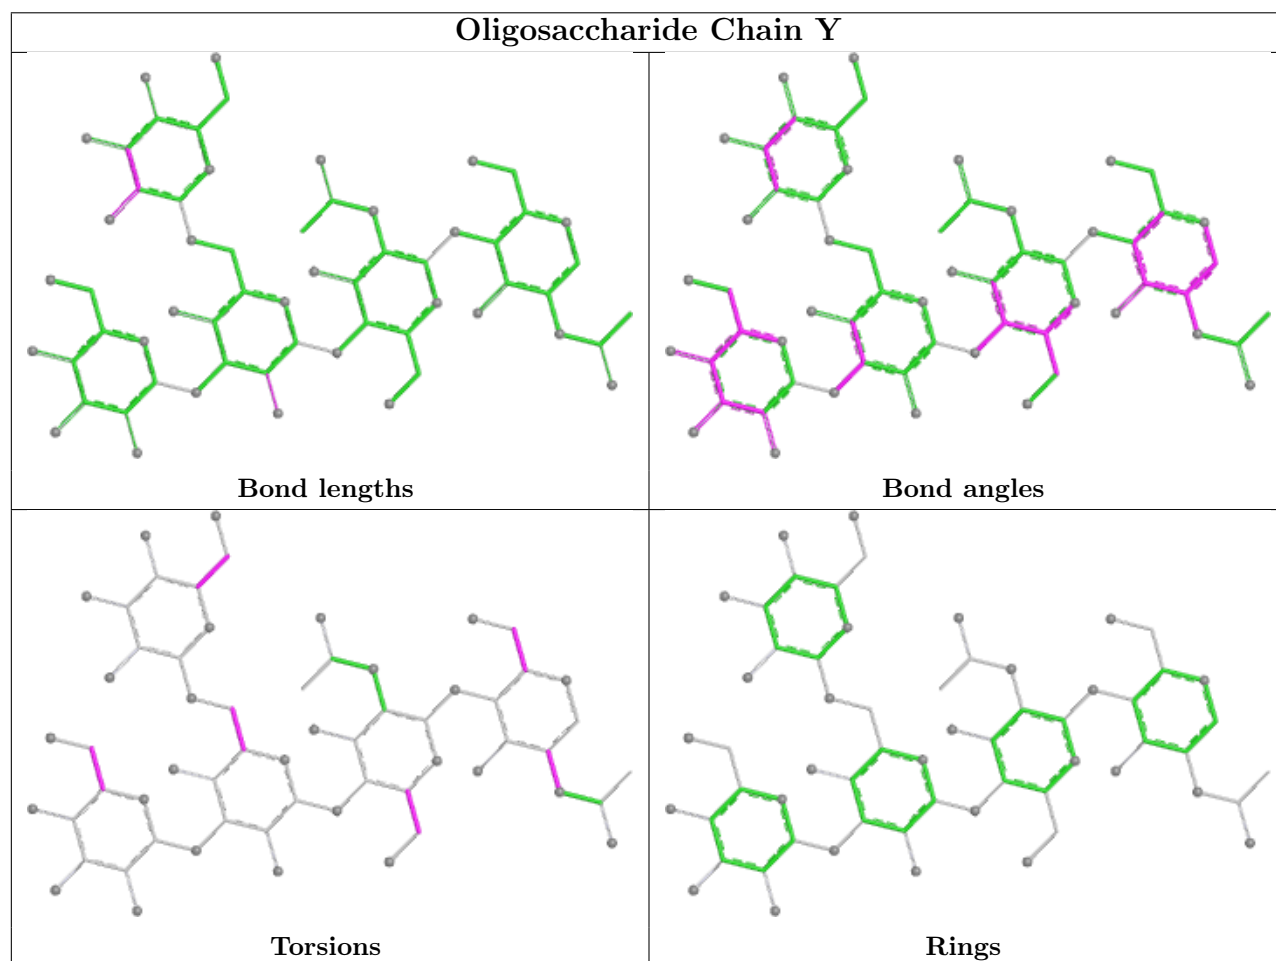 Oligosaccharide Chain Y
Bond lengths
Bond angles
Torsions
Rings